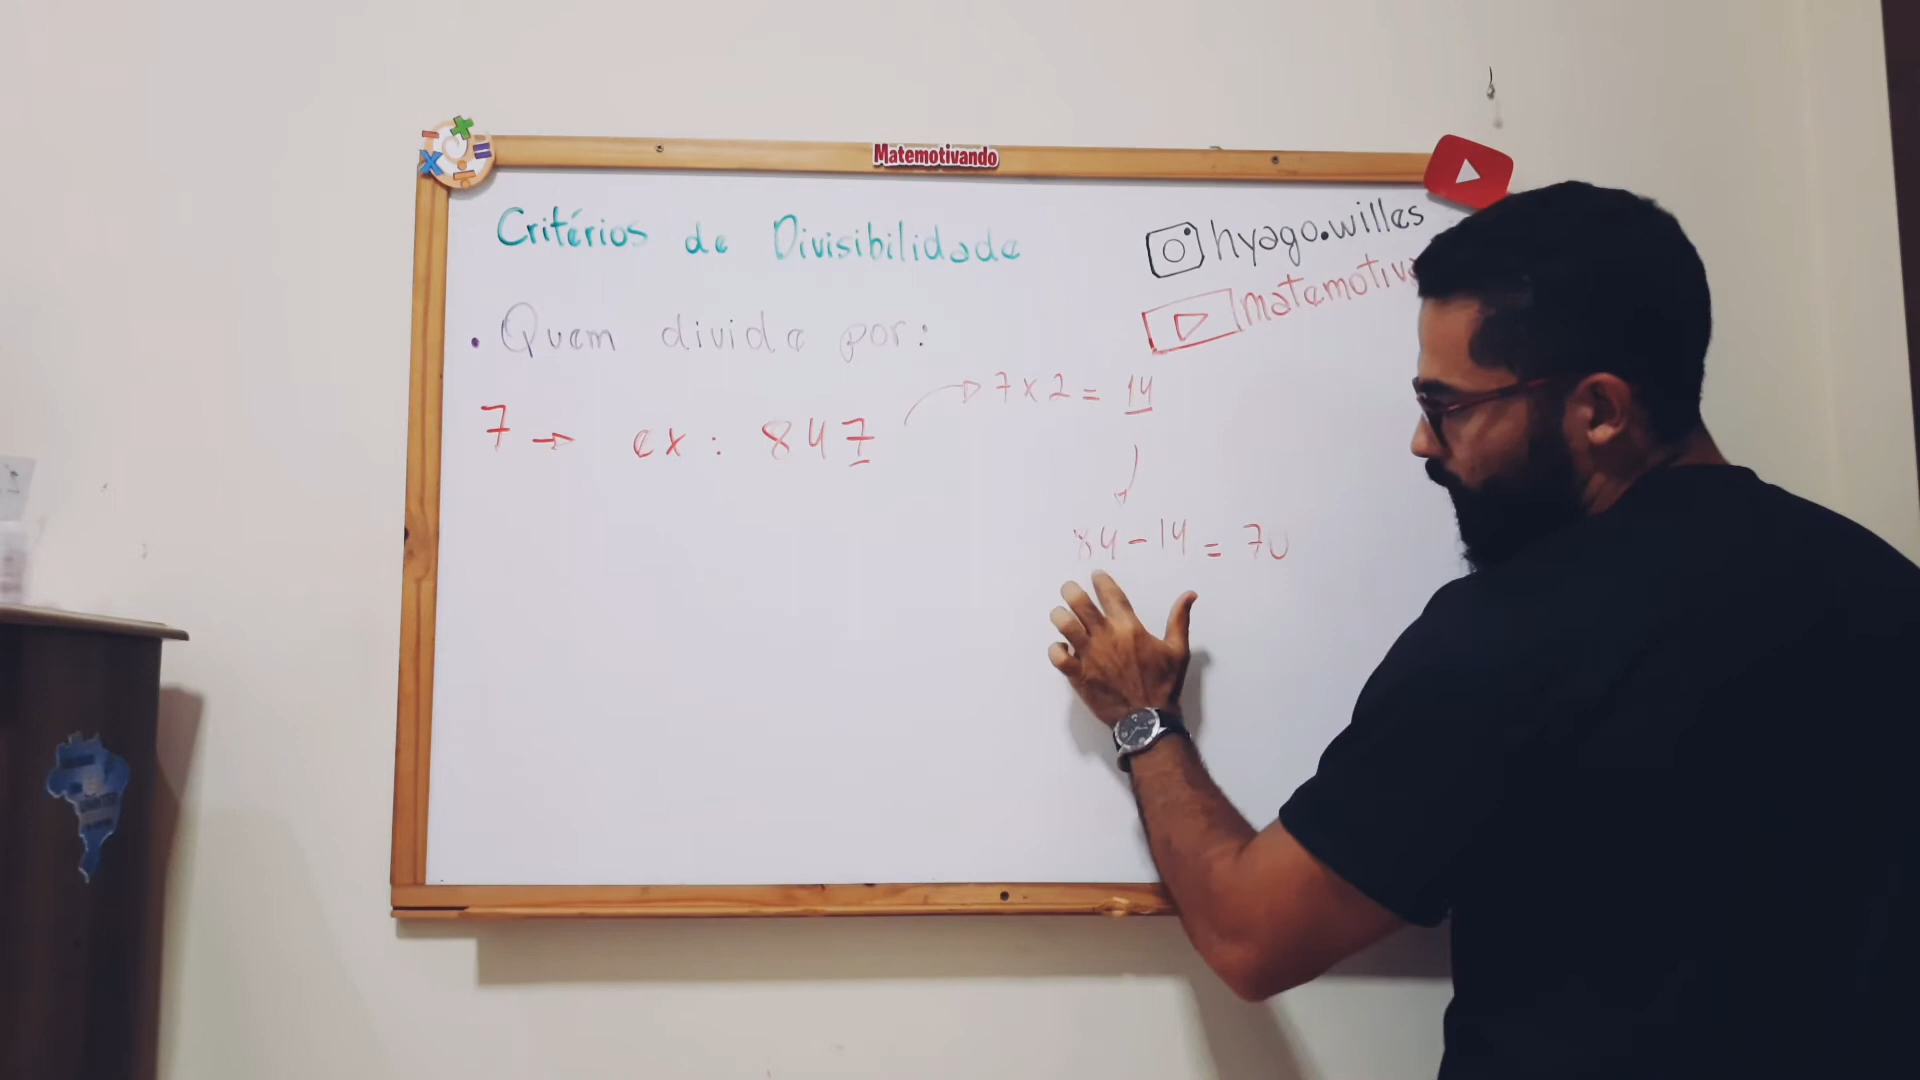 Matemotivando
Critérios de Divisibilidade
hyago.willes
matemotiva
• Quem divide por:
7 → ex: 847
7 x 2 = 14
84 - 14 = 70